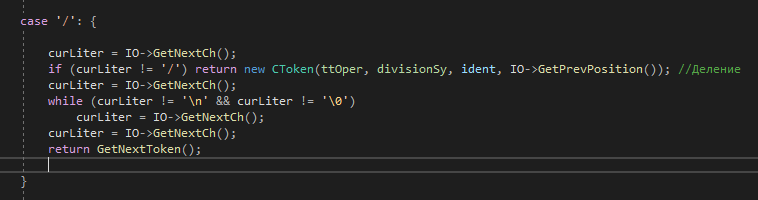 case '/': {
curLiter = IO->GetNextCh();
if (curLiter != '/') return new CToken(ttOper, divisionSy, ident, IO->GetPrevPosition()); //Деление
curLiter = IO->GetNextCh();
while (curLiter != '\n' && curLiter != '\0')
curLiter = IO->GetNextCh();
curLiter = IO->GetNextCh();
return GetNextToken();
}